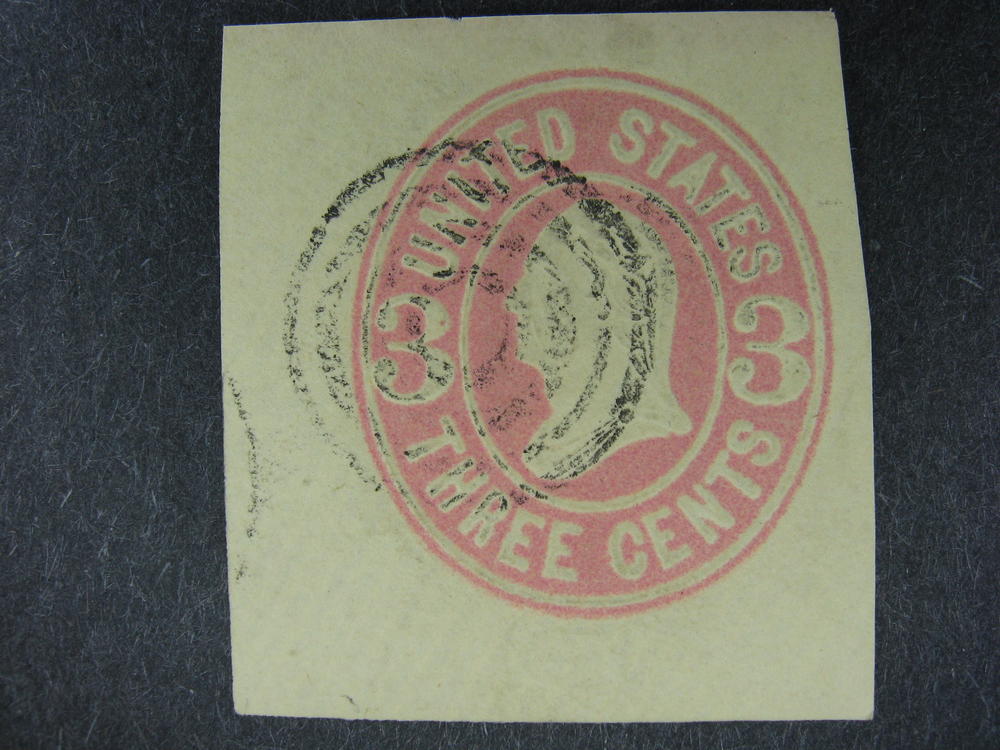 UNITED STATES
3 3
THREE CENTS